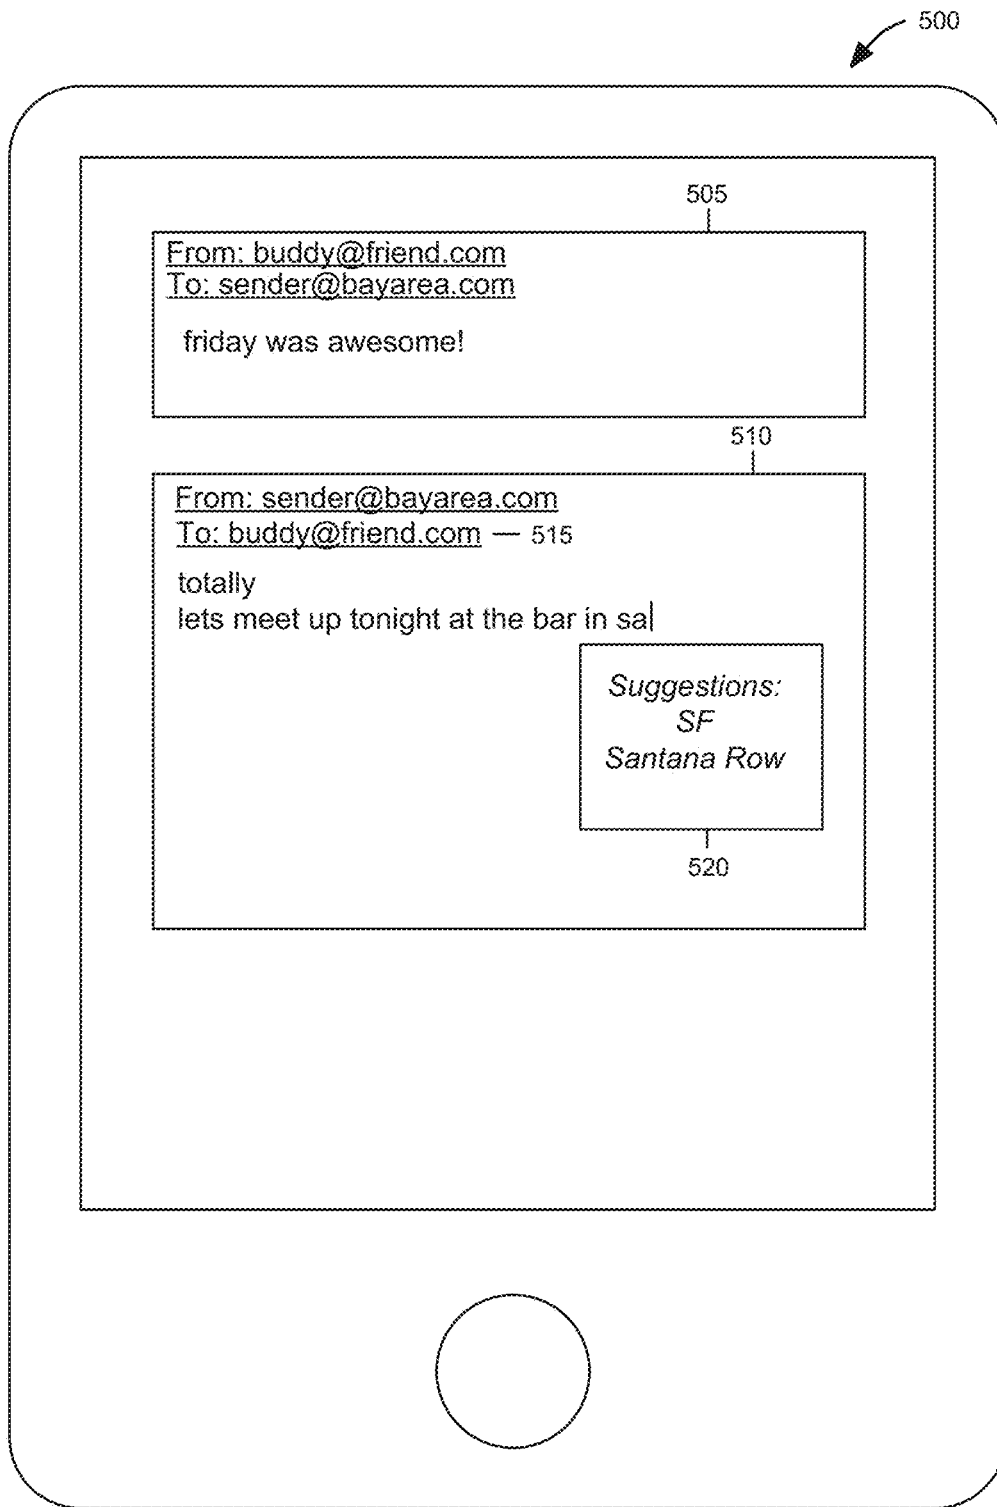 500
505
From: buddy@friend.com
To: sender@bayarea.com
friday was awesome!
510
From: sender@bayarea.com
To: buddy@friend.com — 515
totally
lets meet up tonight at the bar in sa
Suggestions:
SF
Santana Row
520